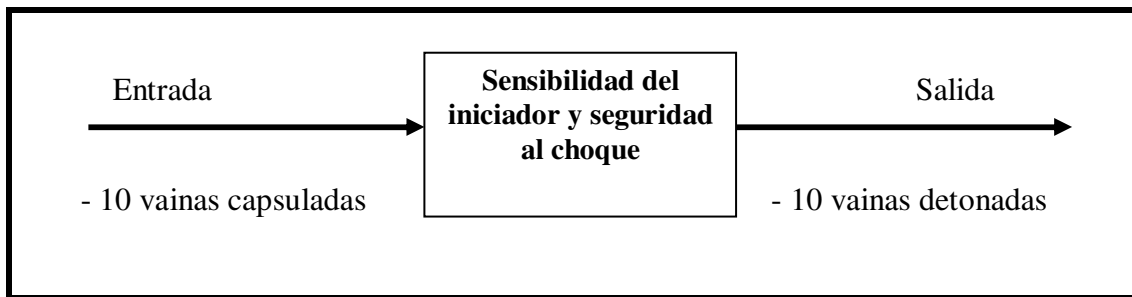 Entrada
Sensibilidad del
iniciador y seguridad
al choque
Salida
- 10 vainas capsuladas
- 10 vainas detonadas